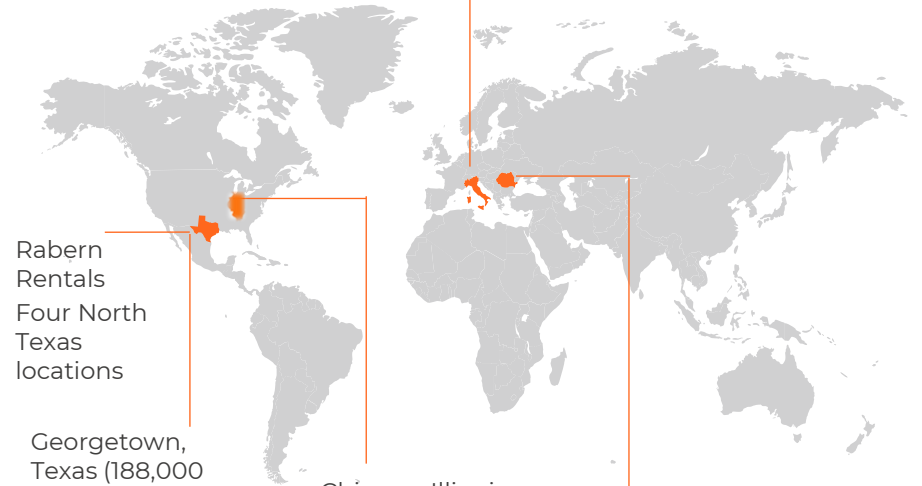 Rabern
Rentals
Four North
Texas
locations
Georgetown,
Texas (188,000